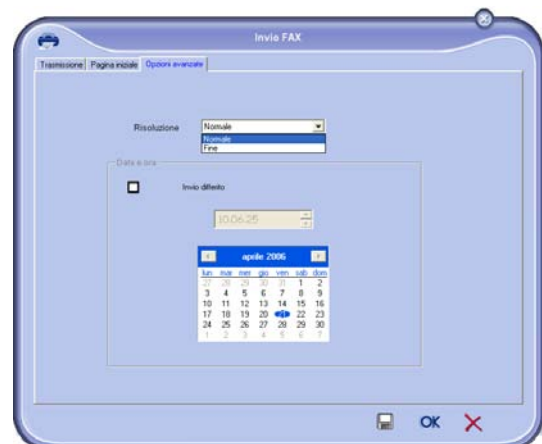 Invio FAX
Trasmissione Pagina iniziale Opzioni avanzate
Risoluzione Normale
Normale
Fine
Data e ora
Invio differito
10.06.25
aprile 2006
lun mar mer gio ven sab dom
27 28 29 30 31 1 2
3 4 5 6 7 8 9
10 11 12 13 14 15 16
17 18 19 20 21 22 23
24 25 26 27 28 29 30
1 2 3 4 5 6 7
OK